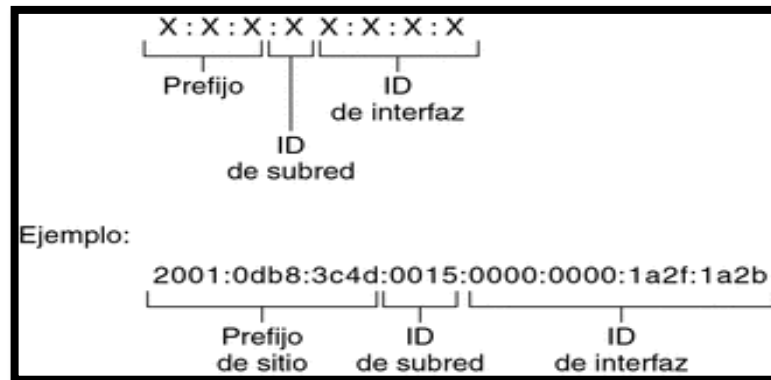 X:X:X:X X:X:X:X
Prefijo
ID
de interfaz
ID
de subred
Ejemplo:
2001:0db8:3c4d:0015:0000:0000:1a2f:1a2b
Prefijo
de sitio
ID
de subred
ID
de interfaz